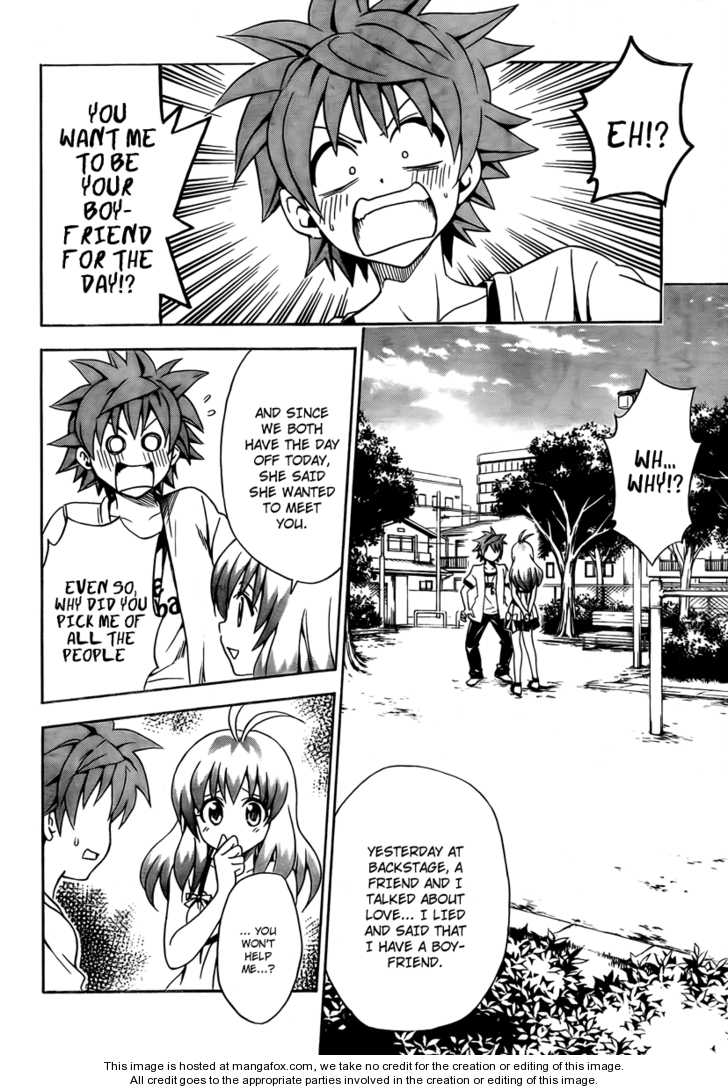 EH!?
YOU
WANT ME
TO BE
YOUR
BOY-
FRIEND
FOR THE
DAY!?
WH...
WHY!?
YESTERDAY AT
BACKSTAGE, A
FRIEND AND I
TALKED ABOUT
LOVE... I LIED
AND SAID THAT
I HAVE A BOY-
FRIEND.
AND SINCE
WE BOTH
HAVE THE DAY
OFF TODAY,
SHE SAID
SHE WANTED
TO MEET
YOU.
EVEN SO,
WHY DID YOU
PICK ME OF
ALL THE
PEOPLE
... YOU
WON'T
HELP
ME...?
This image is hosted at mangafox.com, we take no credit for the creation or editing of this image.
All credit goes to the appropriate parties involved in the creation or editing of this image.